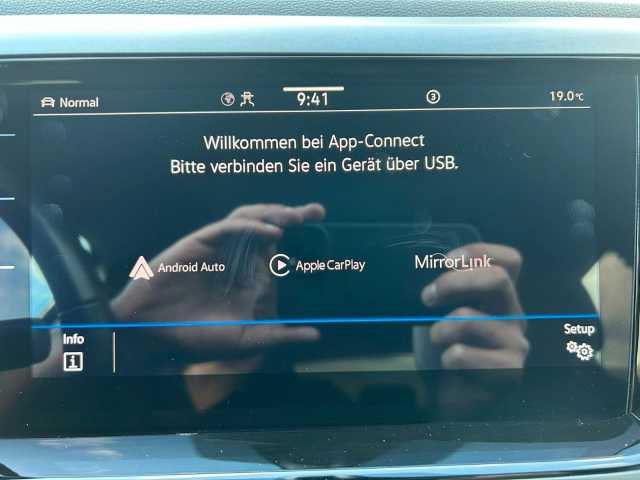 Normal
9:41
3
19.0°C
Willkommen bei App-Connect
Bitte verbinden Sie ein Gerät über USB.
Android Auto
Apple CarPlay
MirrorLink
Info
Setup